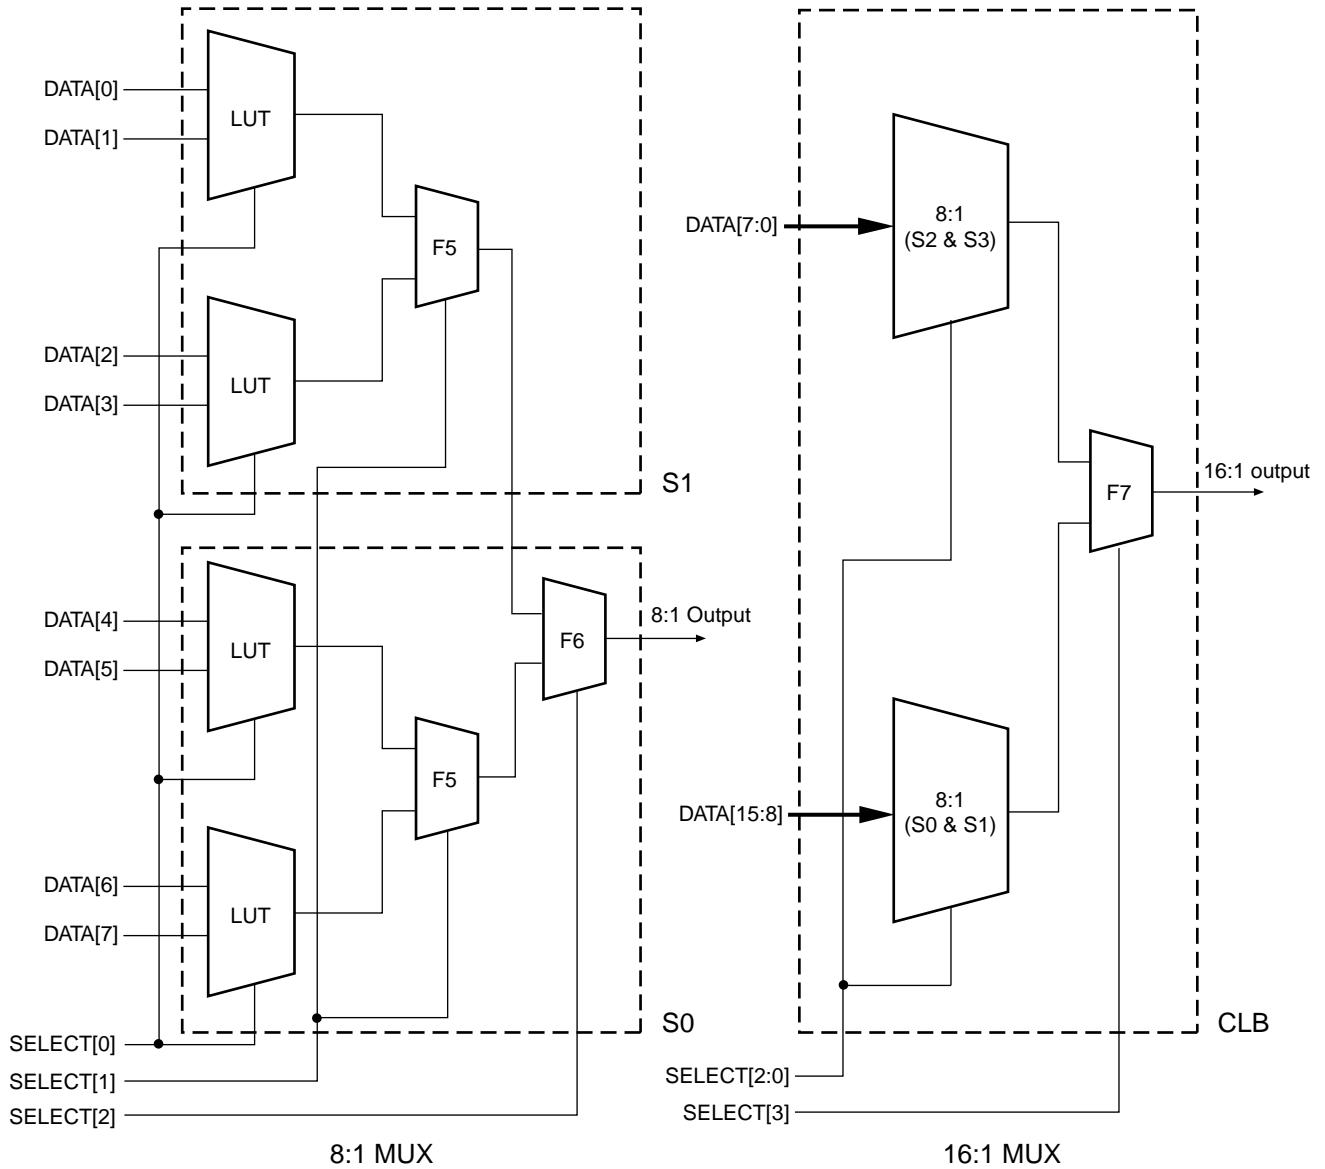 DATA[0]
DATA[1]
LUT
F5
DATA[2]
DATA[3]
LUT
S1
DATA[4]
DATA[5]
LUT
F6
8:1 Output
F5
DATA[6]
DATA[7]
LUT
S0
SELECT[0]
SELECT[1]
SELECT[2]
8:1 MUX
DATA[7:0]
8:1
(S2 & S3)
F7
16:1 output
DATA[15:8]
8:1
(S0 & S1)
CLB
SELECT[2:0]
SELECT[3]
16:1 MUX